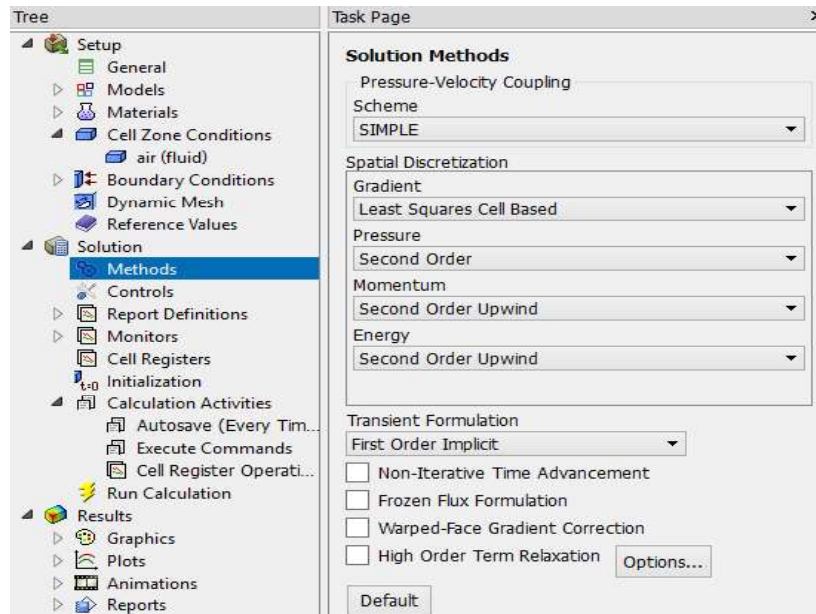 Tree
Setup
General
Models
Materials
Cell Zone Conditions
air (fluid)
Boundary Conditions
Dynamic Mesh
Reference Values
Solution
Methods
Controls
Report Definitions
Monitors
Cell Registers
t=0 Initialization
Calculation Activities
Autosave (Every Tim...
Execute Commands
Cell Register Operati...
Run Calculation
Results
Graphics
Plots
Animations
Reports
Task Page
Solution Methods
Pressure-Velocity Coupling
Scheme
SIMPLE
Spatial Discretization
Gradient
Least Squares Cell Based
Pressure
Second Order
Momentum
Second Order Upwind
Energy
Second Order Upwind
Transient Formulation
First Order Implicit
Non-Iterative Time Advancement
Frozen Flux Formulation
Warped-Face Gradient Correction
High Order Term Relaxation Options...
Default